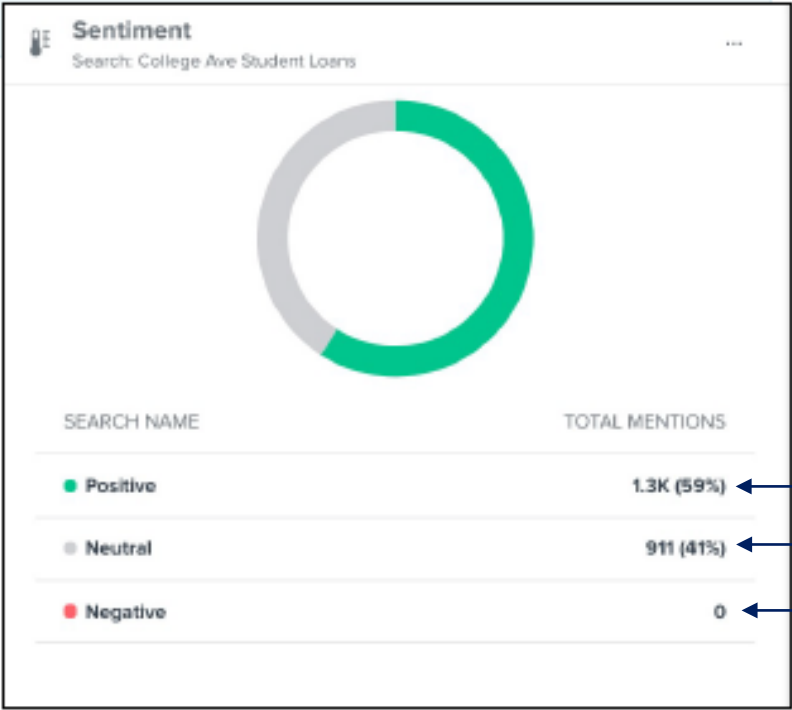 Sentiment
Search: College Ave Student Loans
...
SEARCH NAME TOTAL MENTIONS
Positive 1.3K (59%)
Neutral 911 (41%)
Negative 0